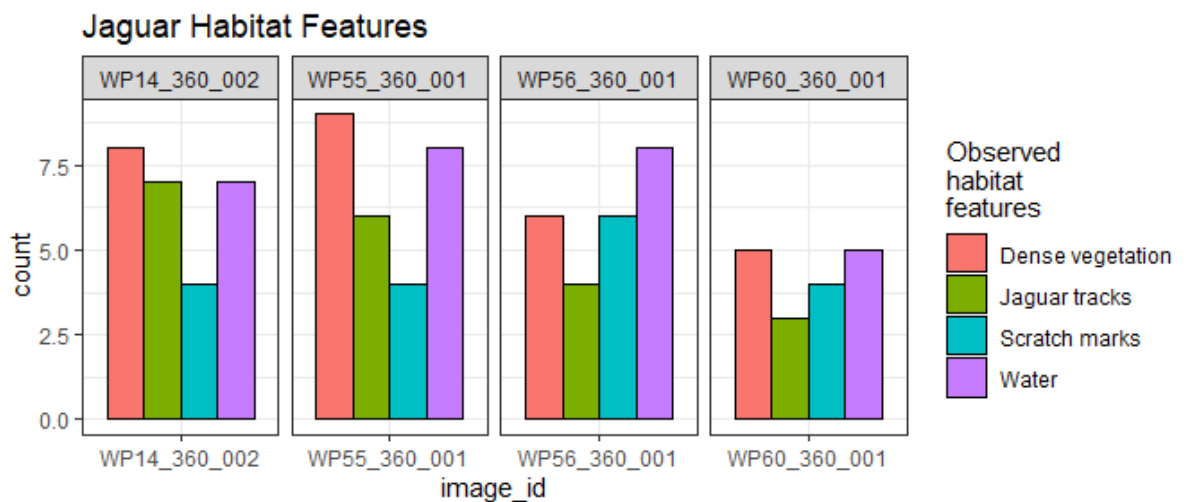 Jaguar Habitat Features
WP14_360_002
WP55_360_001
WP56_360_001
WP60_360_001
count
7.5
5.0
2.5
0.0
WP14_360_002
WP55_360_001
WP56_360_001
WP60_360_001
image_id
Observed
habitat
features
Dense vegetation
Jaguar tracks
Scratch marks
Water